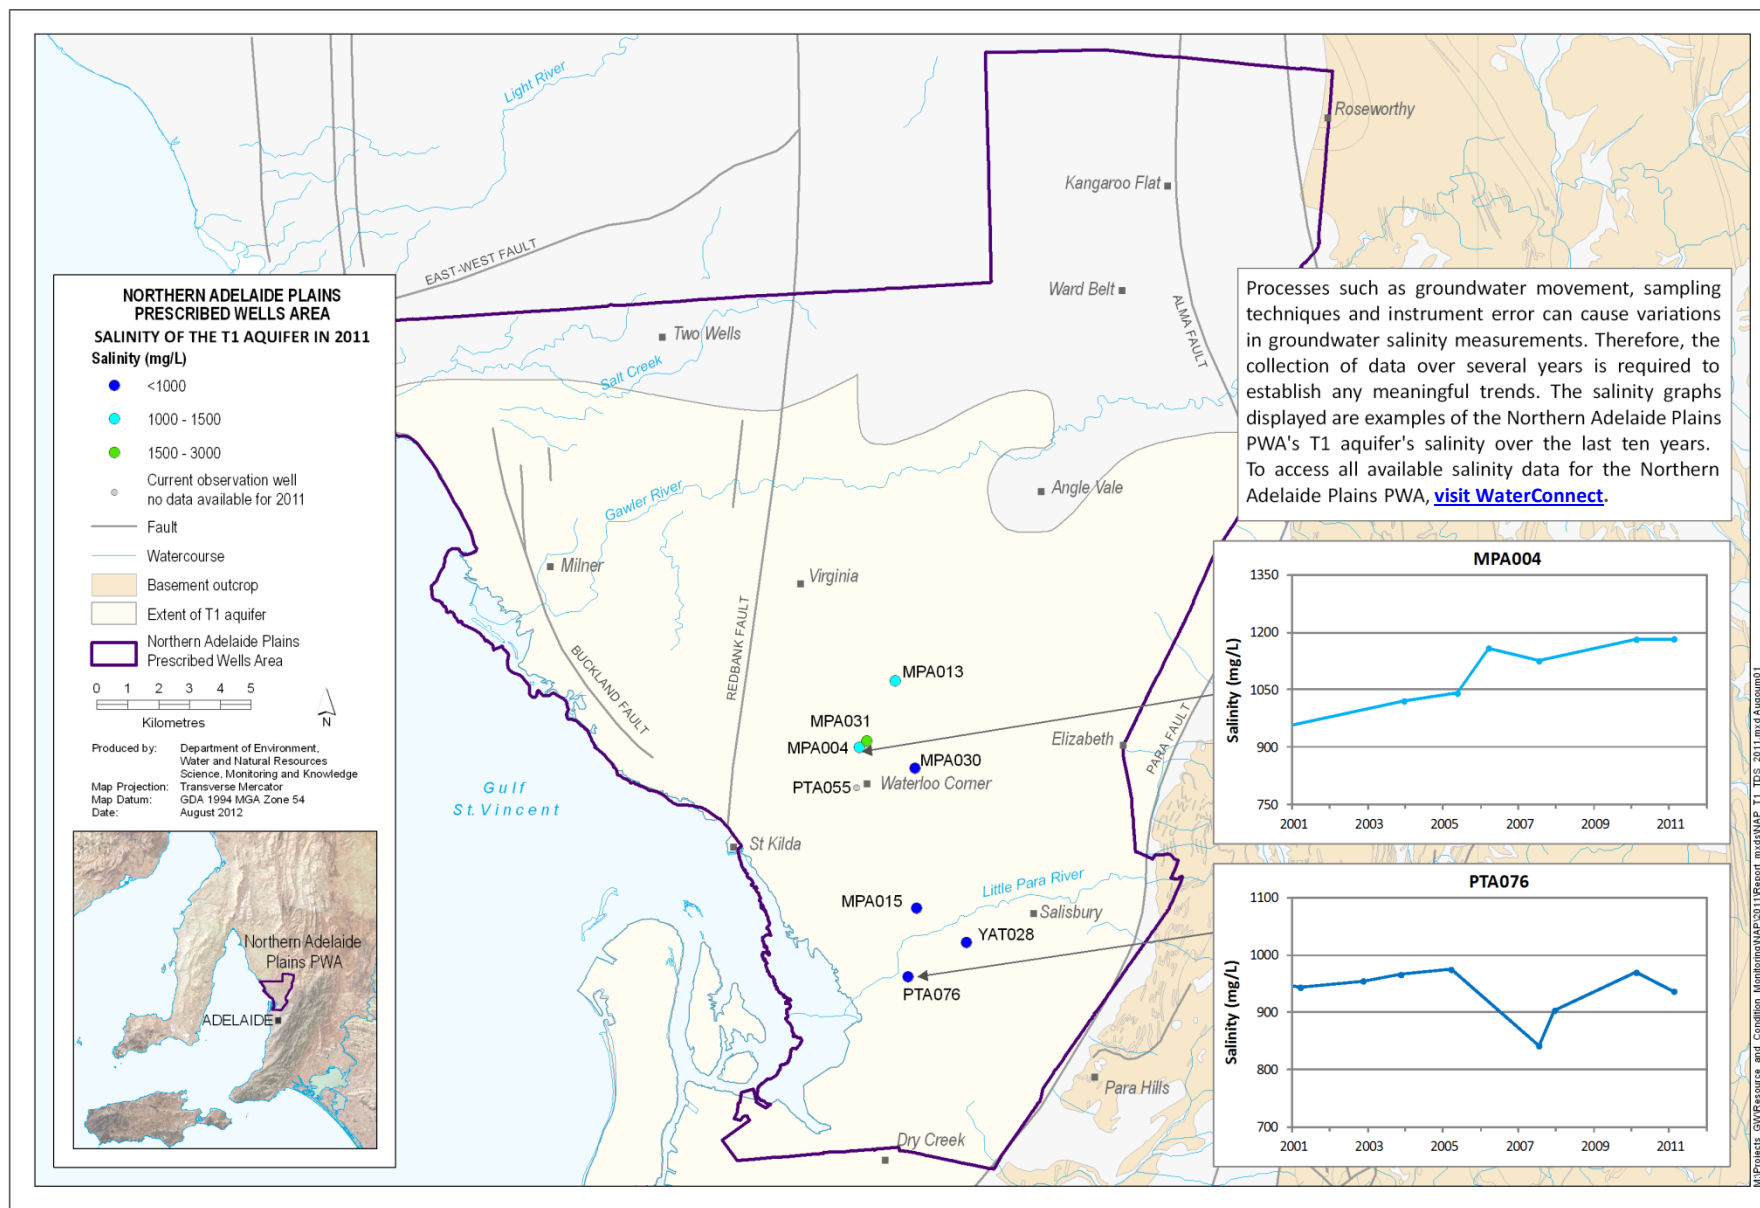 Light River
Roseworthy
Kangaroo Flat
EAST-WEST FAULT
Ward Belt
ALMA FAULT
Two Wells
Salt Creek
Gawler River
Angle Vale
Milner
Virginia
BUCKLAND FAULT
REDBANK FAULT
MPA013
MPA031
MPA004
MPA030
PTA055
Waterloo Corner
Elizabeth
PARA FAULT
Gulf
St. Vincent
St Kilda
Little Para River
MPA015
Salisbury
YAT028
PTA076
Para Hills
Dry Creek
NORTHERN ADELAIDE PLAINS
PRESCRIBED WELLS AREA
SALINITY OF THE T1 AQUIFER IN 2011
Salinity (mg/L)
<1000
1000 - 1500
1500 - 3000
Current observation well
no data available for 2011
Fault
Watercourse
Basement outcrop
Extent of T1 aquifer
Northern Adelaide Plains
Prescribed Wells Area
0 1 2 3 4 5
Kilometres
N
Produced by: Department of Environment,
Water and Natural Resources
Science, Monitoring and Knowledge
Map Projection: Transverse Mercator
Map Datum: GDA 1994 MGA Zone 54
Date: August 2012
Northern Adelaide
Plains PWA
ADELAIDE
Processes such as groundwater movement, sampling
techniques and instrument error can cause variations
in groundwater salinity measurements. Therefore, the
collection of data over several years is required to
establish any meaningful trends. The salinity graphs
displayed are examples of the Northern Adelaide Plains
PWA's T1 aquifer's salinity over the last ten years.
To access all available salinity data for the Northern
Adelaide Plains PWA, visit WaterConnect.
MPA004
Salinity (mg/L)
1350
1200
1050
900
750
2001 2003 2005 2007 2009 2011
PTA076
Salinity (mg/L)
1100
1000
900
800
700
2001 2003 2005 2007 2009 2011
M:\Projects_GW\Resource_and_Condition_Monitoring\NAP\2011\Report_mxds\NAP_T1_TDS_2011.mxd Augoum01